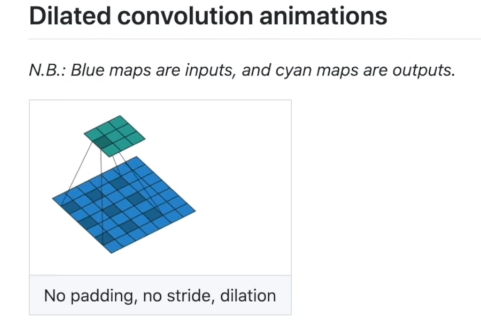 Dilated convolution animations
N.B.: Blue maps are inputs, and cyan maps are outputs.
No padding, no stride, dilation